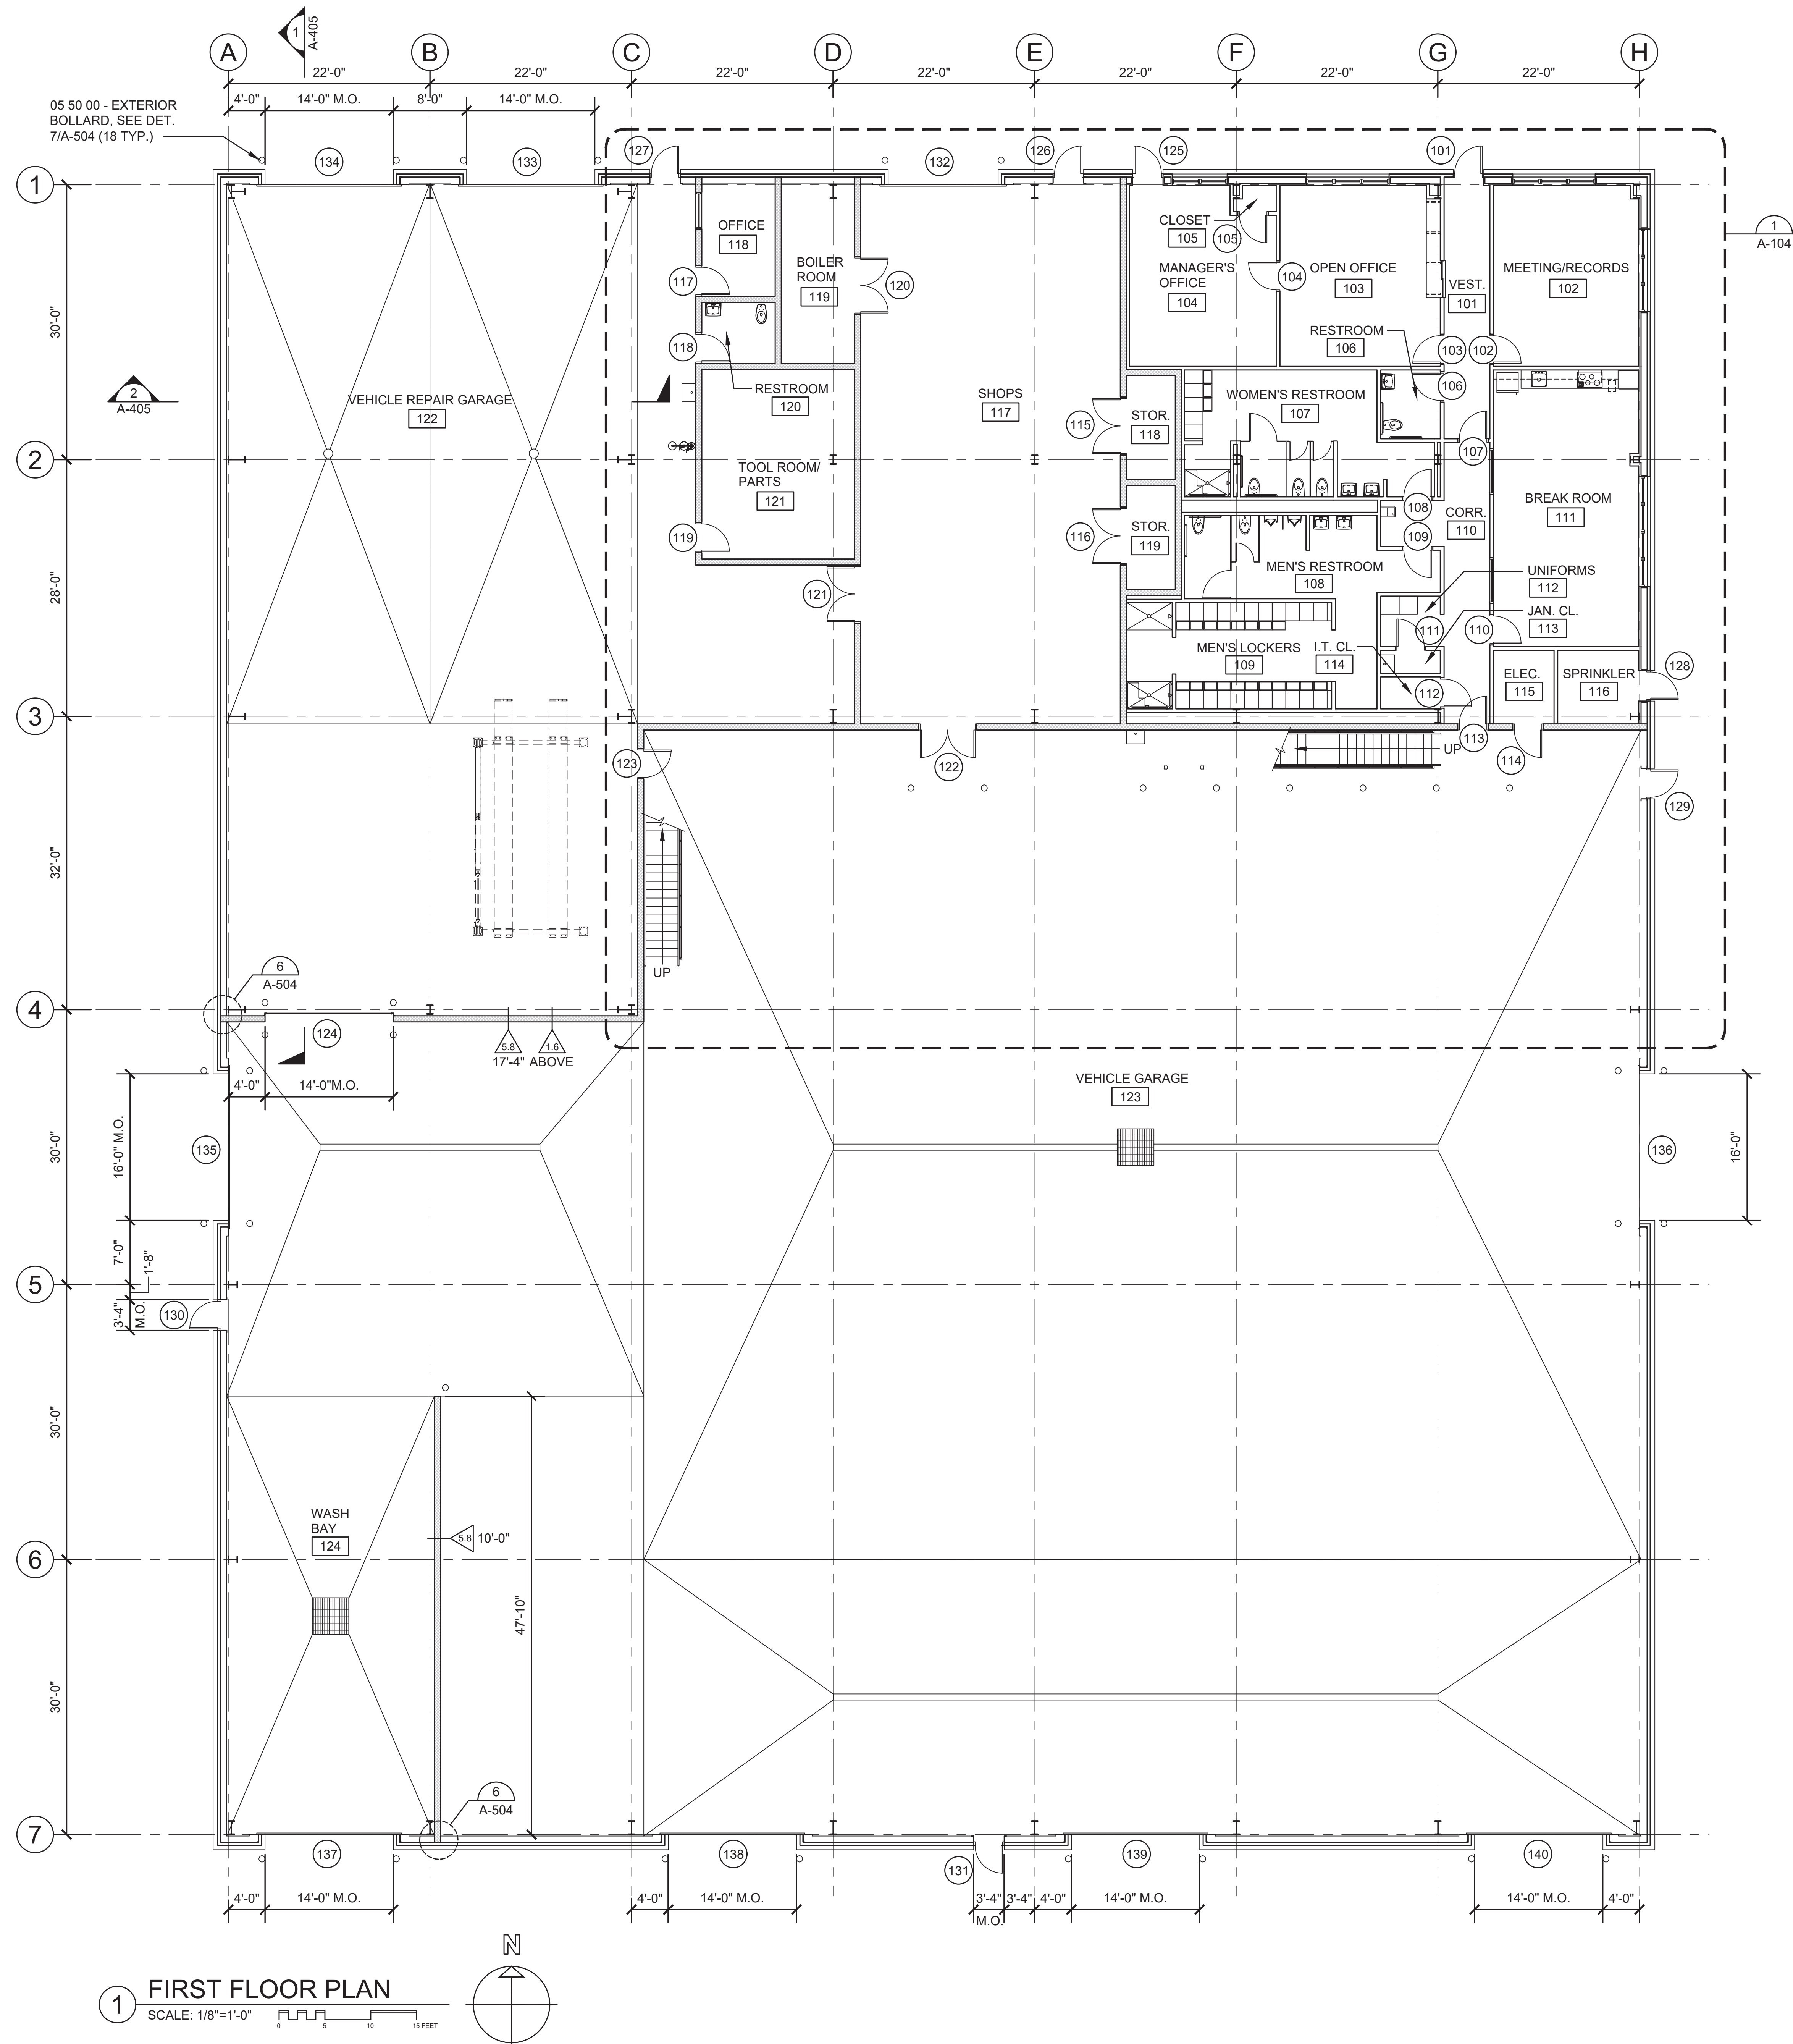 1
A-405
A
B
C
D
E
F
G
H
22'-0"
22'-0"
22'-0"
22'-0"
22'-0"
22'-0"
22'-0"
4'-0"
14'-0" M.O.
8'-0"
14'-0" M.O.
05 50 00 - EXTERIOR
BOLLARD, SEE DET.
7/A-504 (18 TYP.)
134
133
127
132
126
125
101
1
CLOSET
105
105
OFFICE
118
1
A-104
BOILER
ROOM
119
MANAGER'S
OFFICE
104
104
OPEN OFFICE
103
VEST.
101
MEETING/RECORDS
102
117
120
30'-0"
118
RESTROOM
106
103
102
2
A-405
RESTROOM
120
106
VEHICLE REPAIR GARAGE
122
SHOPS
117
WOMEN'S RESTROOM
107
115
STOR.
118
107
2
TOOL ROOM/
PARTS
121
BREAK ROOM
111
108
CORR.
110
119
116
STOR.
119
109
28'-0"
121
MEN'S RESTROOM
108
UNIFORMS
112
JAN. CL.
113
111
110
MEN'S LOCKERS
109
I.T. CL.
114
ELEC.
115
SPRINKLER
116
128
112
3
123
122
UP
113
114
129
32'-0"
6
A-504
UP
4
124
5.8
17'-4"
1.6
ABOVE
4'-0"
14'-0"M.O.
VEHICLE GARAGE
123
16'-0" M.O.
135
136
16'-0"
30'-0"
7'-0"
1'-8"
5
3'-4"
M.O.
130
30'-0"
WASH
BAY
124
5.8
10'-0"
6
47'-10"
30'-0"
6
A-504
7
137
138
131
139
140
4'-0"
14'-0" M.O.
4'-0"
14'-0" M.O.
3'-4"
M.O.
3'-4"
4'-0"
14'-0" M.O.
14'-0" M.O.
4'-0"
N
1
FIRST FLOOR PLAN
SCALE: 1/8"=1'-0"
0
5
10
15 FEET